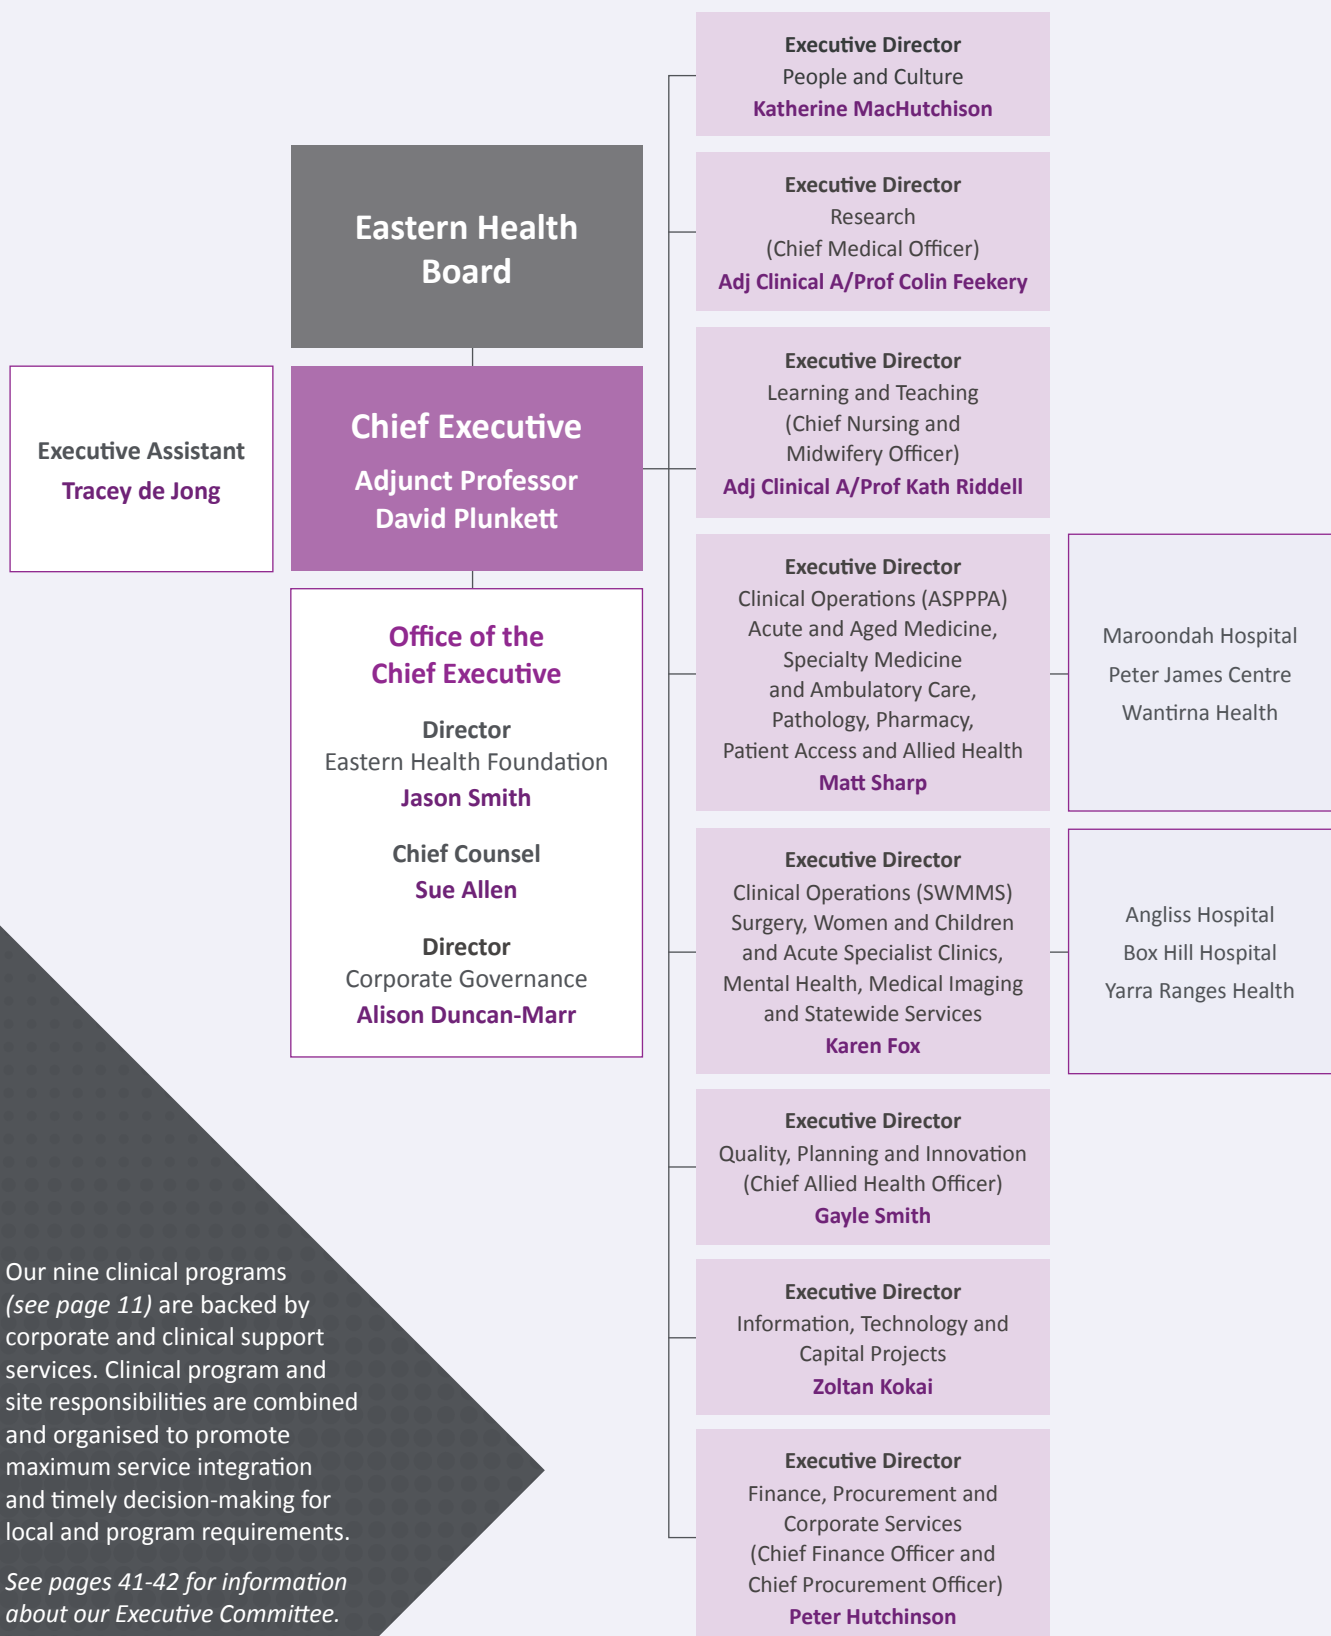 Eastern Health
Board
Executive Assistant
Tracey de Jong
Chief Executive
Adjunct Professor
David Plunkett
Office of the
Chief Executive
Director
Eastern Health Foundation
Jason Smith
Chief Counsel
Sue Allen
Director
Corporate Governance
Alison Duncan-Marr
Executive Director
People and Culture
Katherine MacHutchison
Executive Director
Research
(Chief Medical Officer)
Adj Clinical A/Prof Colin Feekery
Executive Director
Learning and Teaching
(Chief Nursing and
Midwifery Officer)
Adj Clinical A/Prof Kath Riddell
Executive Director
Clinical Operations (ASPPPA)
Acute and Aged Medicine,
Specialty Medicine
and Ambulatory Care,
Pathology, Pharmacy,
Patient Access and Allied Health
Matt Sharp
Maroondah Hospital
Peter James Centre
Wantirna Health
Executive Director
Clinical Operations (SWMMS)
Surgery, Women and Children
and Acute Specialist Clinics,
Mental Health, Medical Imaging
and Statewide Services
Karen Fox
Angliss Hospital
Box Hill Hospital
Yarra Ranges Health
Executive Director
Quality, Planning and Innovation
(Chief Allied Health Officer)
Gayle Smith
Executive Director
Information, Technology and
Capital Projects
Zoltan Kokai
Executive Director
Finance, Procurement and
Corporate Services
(Chief Finance Officer and
Chief Procurement Officer)
Peter Hutchinson
Our nine clinical programs
(see page 11) are backed by
corporate and clinical support
services. Clinical program and
site responsibilities are combined
and organised to promote
maximum service integration
and timely decision-making for
local and program requirements.
See pages 41-42 for information
about our Executive Committee.